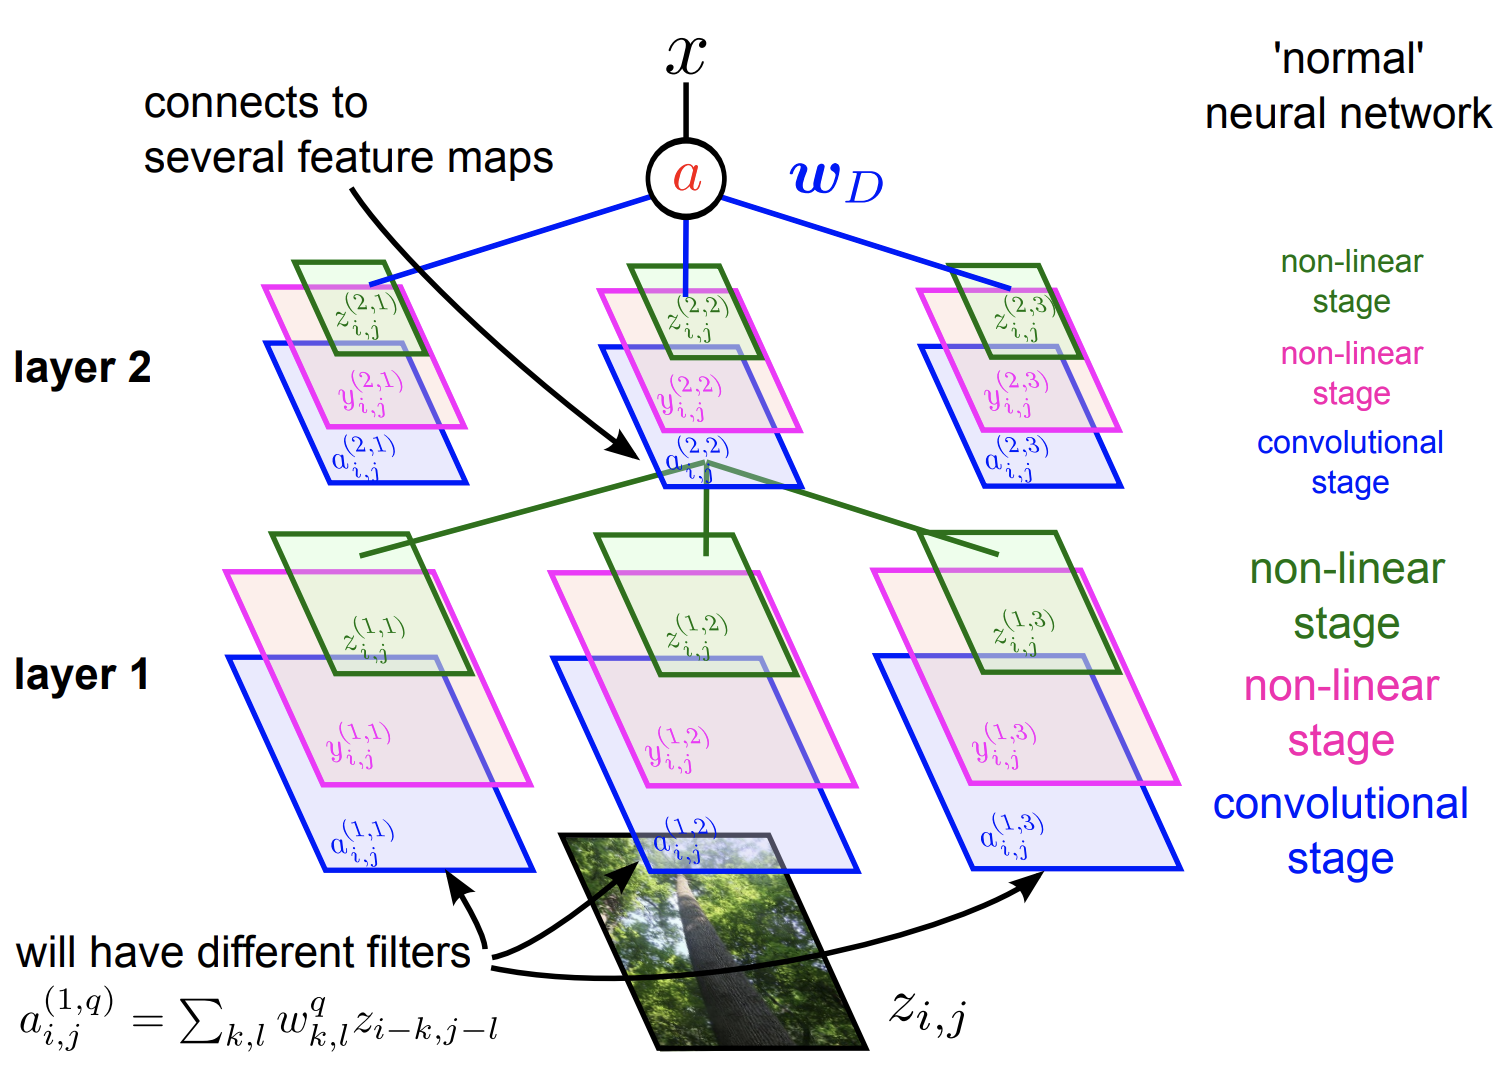 x
'normal'
neural network
connects to
several feature maps
a
w_D
non-linear
stage
z_{i,j}^{(2,1)}
z_{i,j}^{(2,2)}
z_{i,j}^{(2,3)}
layer 2
non-linear
stage
y_{i,j}^{(2,1)}
y_{i,j}^{(2,2)}
y_{i,j}^{(2,3)}
convolutional
stage
a_{i,j}^{(2,1)}
a_{i,j}^{(2,2)}
a_{i,j}^{(2,3)}
non-linear
stage
z_{i,j}^{(1,1)}
z_{i,j}^{(1,2)}
z_{i,j}^{(1,3)}
layer 1
non-linear
stage
y_{i,j}^{(1,1)}
y_{i,j}^{(1,2)}
y_{i,j}^{(1,3)}
convolutional
stage
a_{i,j}^{(1,1)}
a_{i,j}^{(1,2)}
a_{i,j}^{(1,3)}
will have different filters
a_{i,j}^{(1,q)} = ∑_{k,l} w_{k,l}^{q} z_{i-k,j-l}
z_{i,j}